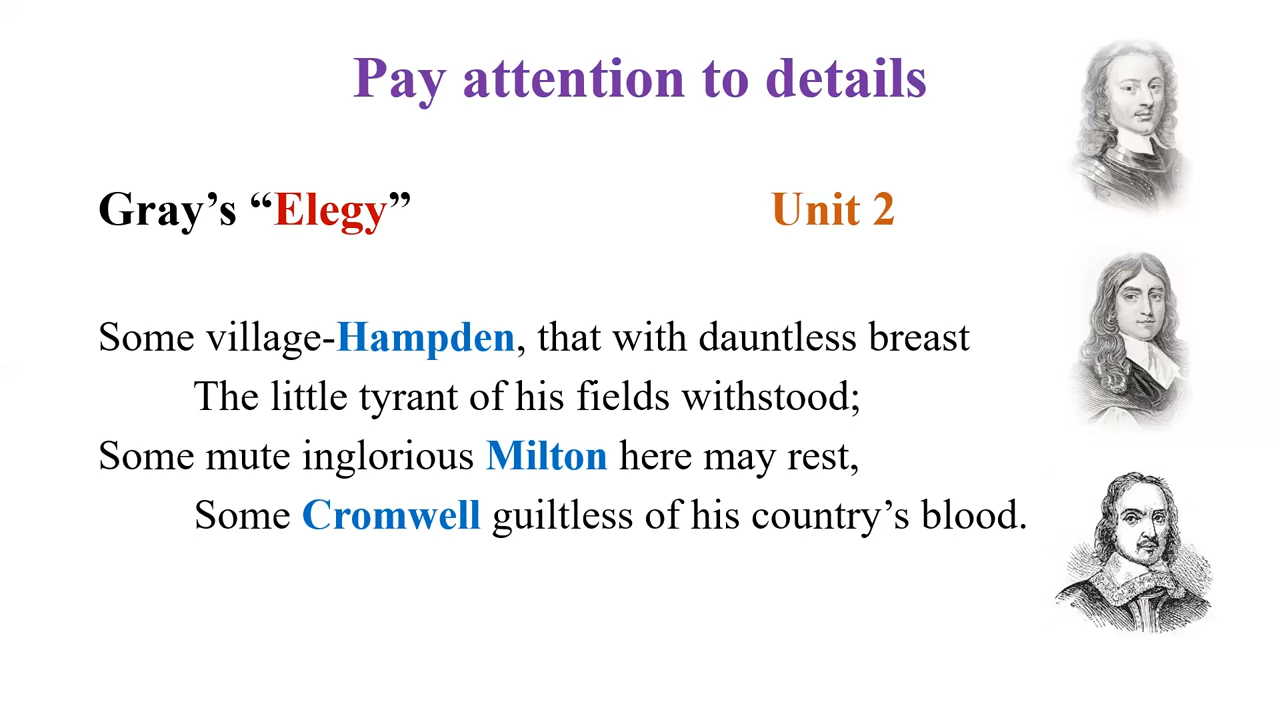 Pay attention to details
Gray’s “Elegy”
Unit 2
Some village-Hampden, that with dauntless breast
The little tyrant of his fields withstood;
Some mute inglorious Milton here may rest,
Some Cromwell guiltless of his country’s blood.